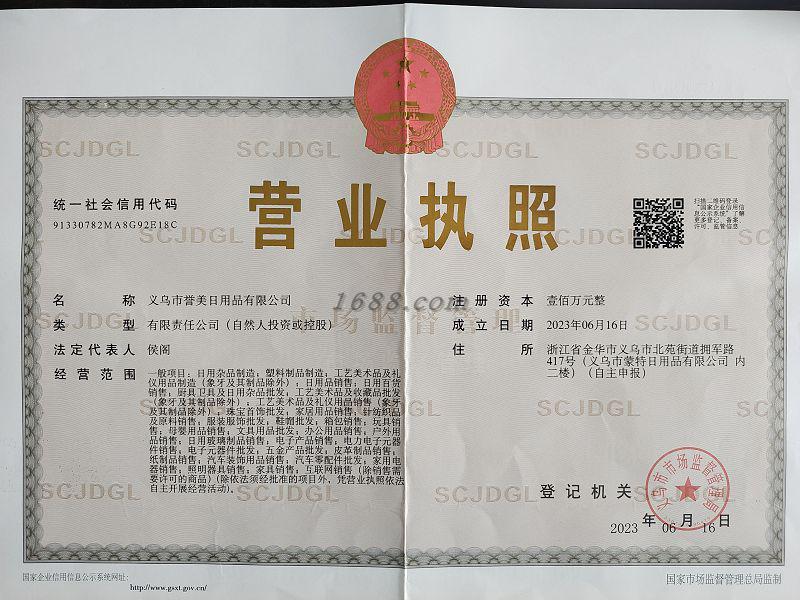 SCJDGL SCJDGL SCJDGL SCJDGL
营业执照
统一社会信用代码
91330782MA8G92E18C
扫描二维码登录
“国家企业信用信
息公示系统”了解
更多登记、备案、
许可、监管信息
1688.com
市场监督管理
名称 义乌市誉美日用品有限公司
类型 有限责任公司(自然人投资或控股)
法定代表人 侯阁
经营范围 一般项目:日用杂品制造;塑料制品制造;工艺美术品及礼
仪用品制造(象牙及其制品除外);日用品销售;日用百货
销售;厨具卫具及日用杂品批发;工艺美术品及收藏品批发
(象牙及其制品除外);工艺美术品及礼仪用品销售(象牙
及其制品除外);珠宝首饰批发;家居用品销售;针纺织品
及原料销售;服装服饰批发;鞋帽批发;箱包销售;玩具销
售;母婴用品销售;文具用品批发;办公用品销售;户外用
品销售;日用玻璃制品销售;电子产品销售;电力电子元器
件销售;电子元器件批发;五金产品批发;皮革制品销售;
纸制品销售;汽车装饰用品销售;汽车零配件批发;家用电
器销售;照明器具销售;家具销售;互联网销售(除销售需
要许可的商品)(除依法须经批准的项目外,凭营业执照依法
自主开展经营活动)。
注册资本 壹佰万元整
成立日期 2023年06月16日
住所 浙江省金华市义乌市北苑街道拥军路
417号(义乌市蒙特日用品有限公司 内
二楼)(自主申报)
SCJDGL SCJDGL SCJDGL SCJDGL
登记机关
义乌市市场监督管理局
2023年06月16日
国家企业信用信息公示系统网址:
http://www.gsxt.gov.cn/
国家市场监督管理总局监制